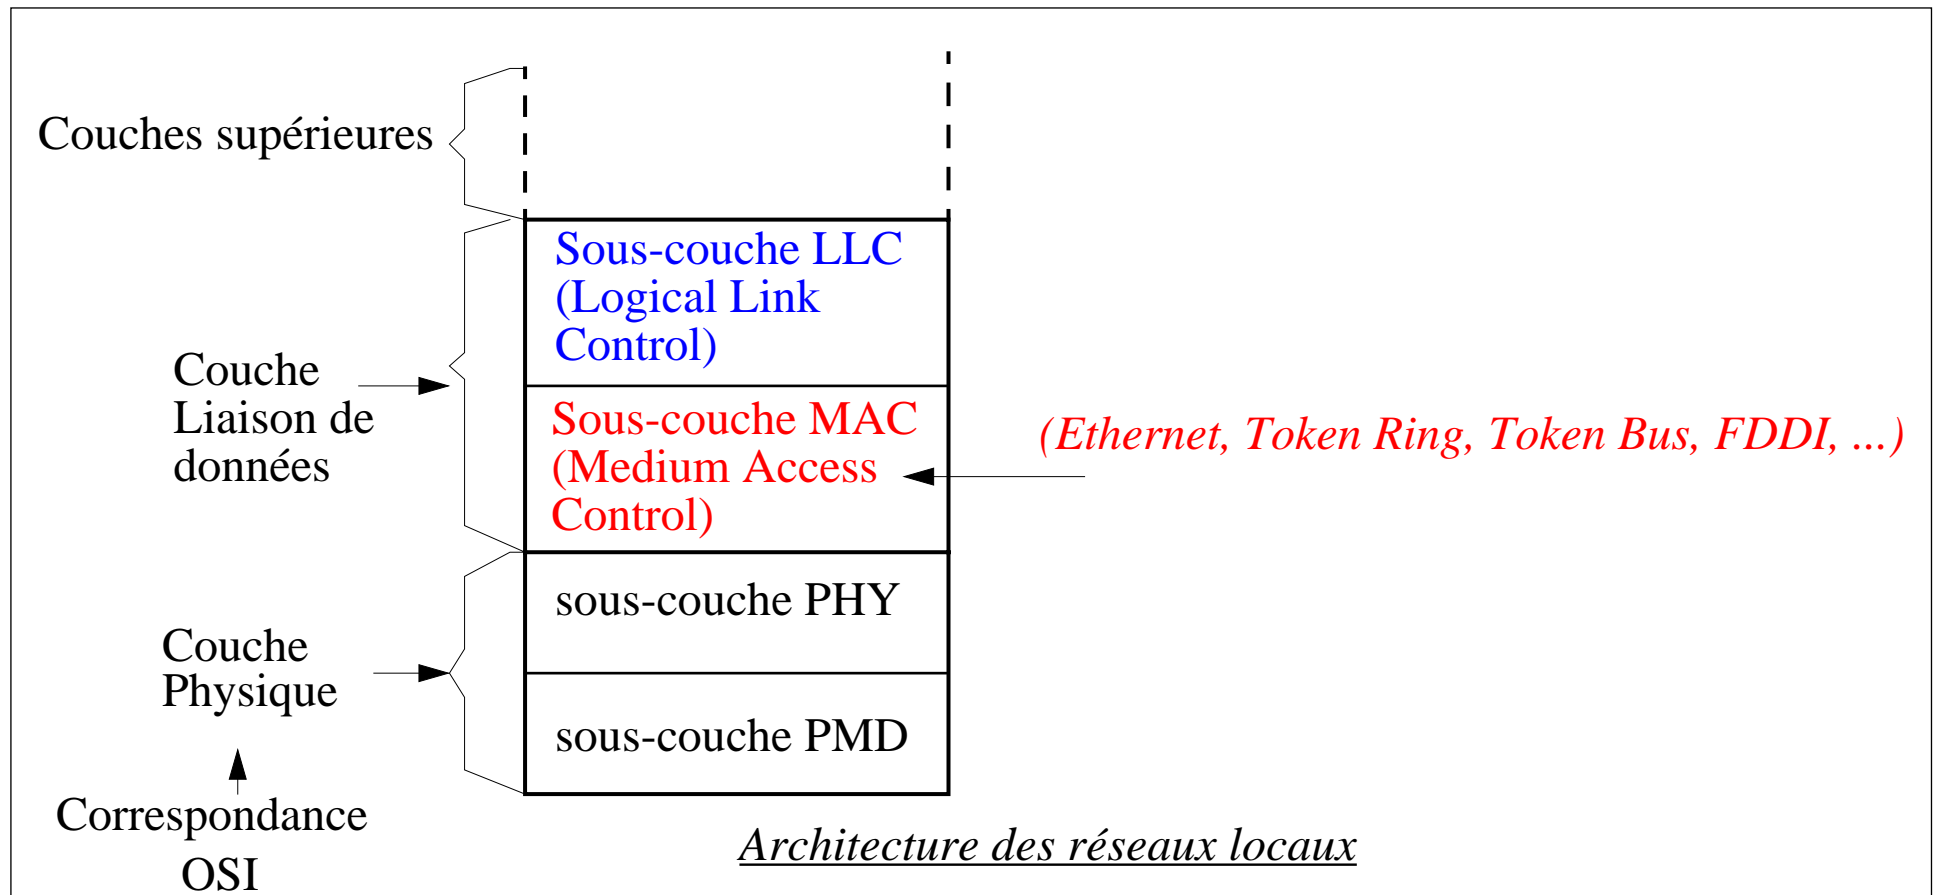 Couches supérieures
Sous-couche LLC
(Logical Link
Control)
Couche
Liaison de
données
Sous-couche MAC
(Medium Access
Control)
(Ethernet, Token Ring, Token Bus, FDDI, ...)
sous-couche PHY
Couche
Physique
sous-couche PMD
Correspondance
OSI
Architecture des réseaux locaux